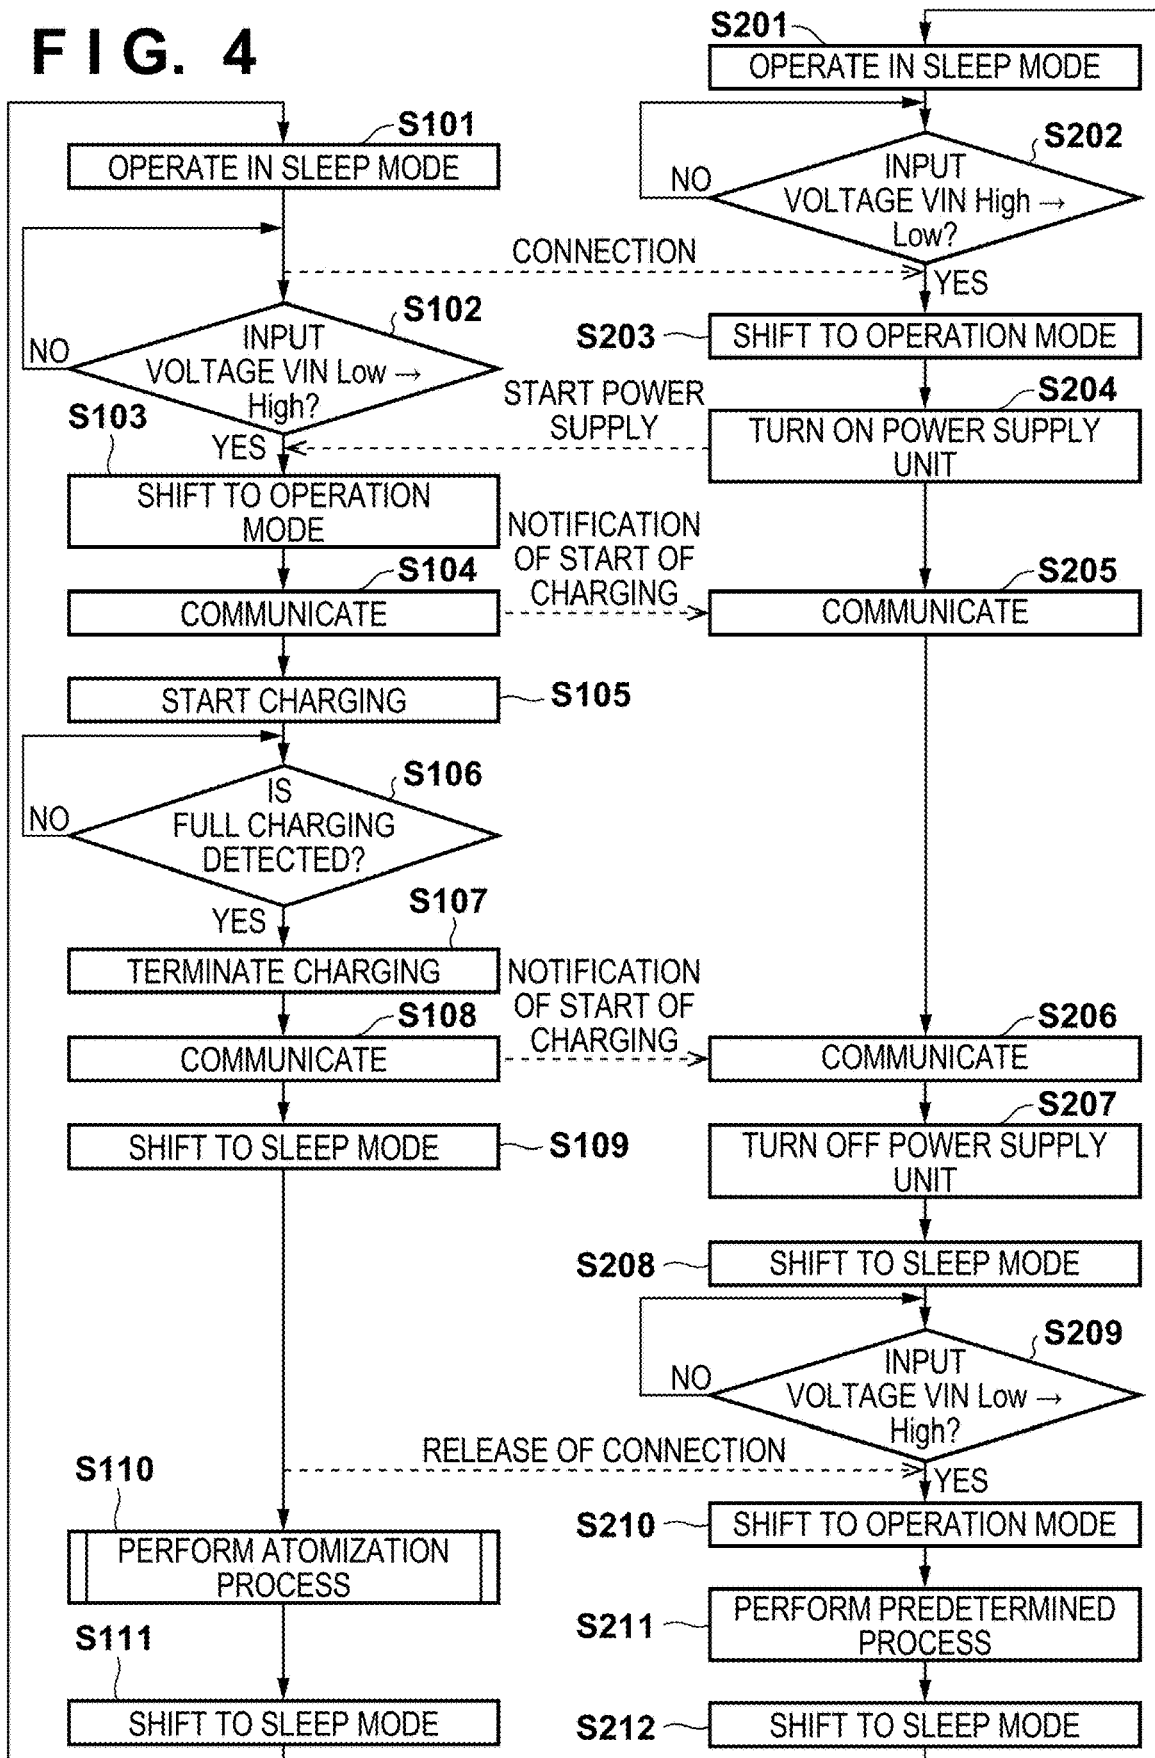 FIG. 4
S101
OPERATE IN SLEEP MODE
S102
INPUT
VOLTAGE VIN Low →
High?
NO
YES
S103
SHIFT TO OPERATION
MODE
S104
COMMUNICATE
START CHARGING
S105
S106
IS
FULL CHARGING
DETECTED?
NO
YES
S107
TERMINATE CHARGING
S108
COMMUNICATE
SHIFT TO SLEEP MODE
S109
S110
PERFORM ATOMIZATION
PROCESS
S111
SHIFT TO SLEEP MODE
CONNECTION
START POWER
SUPPLY
NOTIFICATION
OF START OF
CHARGING
NOTIFICATION
OF START OF
CHARGING
RELEASE OF CONNECTION
S201
OPERATE IN SLEEP MODE
S202
INPUT
VOLTAGE VIN High →
Low?
NO
YES
S203
SHIFT TO OPERATION MODE
S204
TURN ON POWER SUPPLY
UNIT
S205
COMMUNICATE
S206
COMMUNICATE
S207
TURN OFF POWER SUPPLY
UNIT
S208
SHIFT TO SLEEP MODE
S209
INPUT
VOLTAGE VIN Low →
High?
NO
YES
S210
SHIFT TO OPERATION MODE
S211
PERFORM PREDETERMINED
PROCESS
S212
SHIFT TO SLEEP MODE